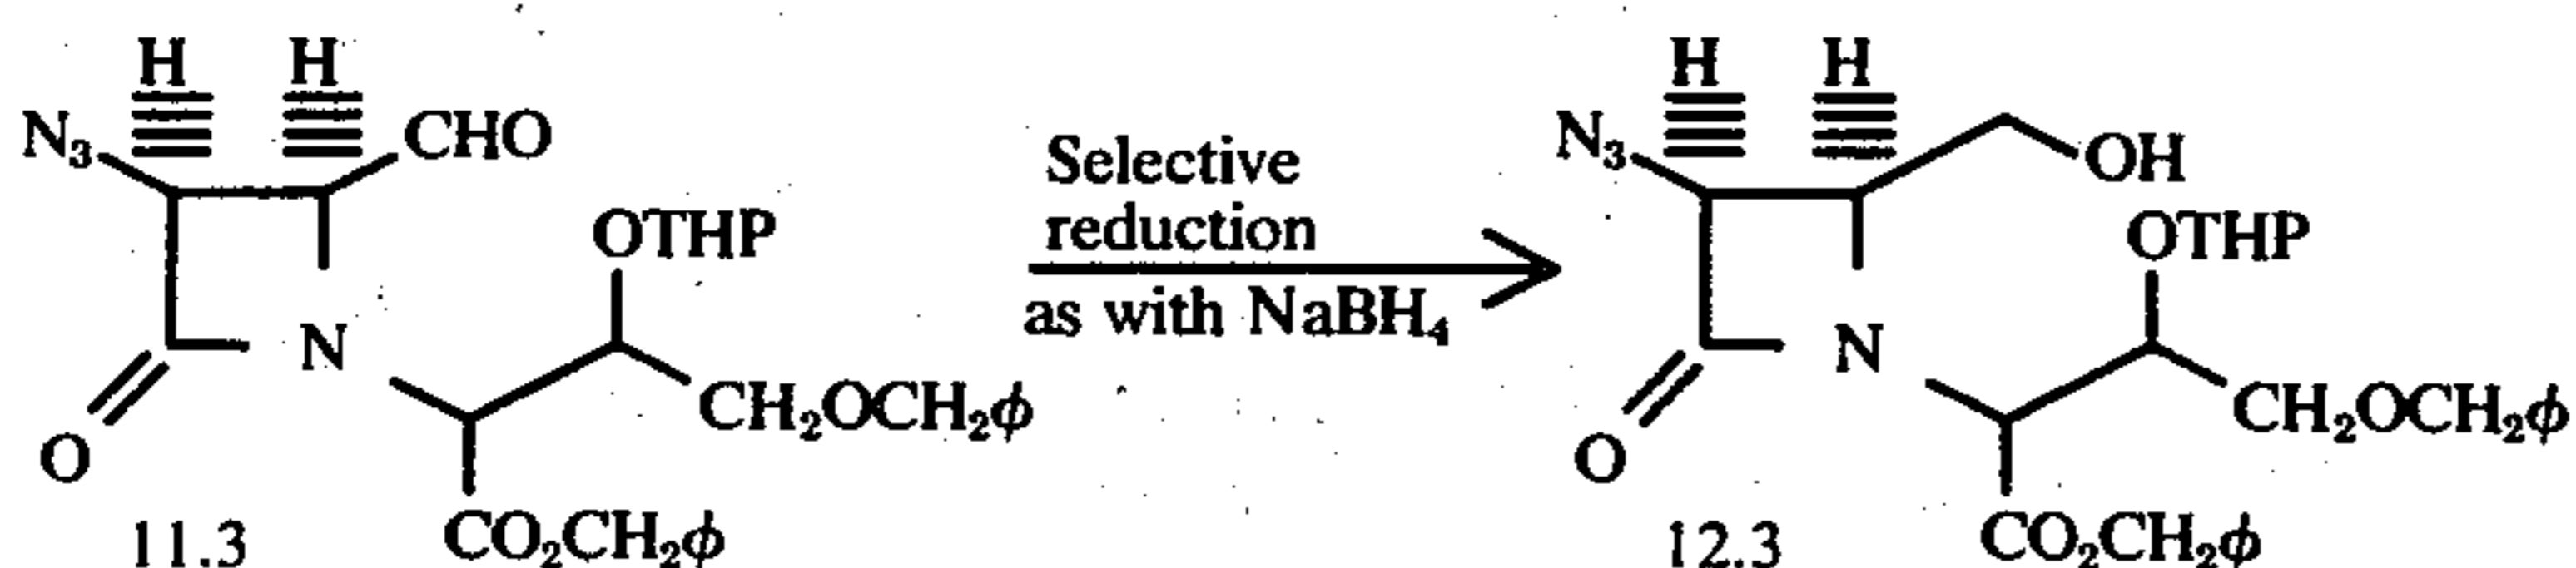 H H
N₃ CHO
OTHP
N
CH₂OCH₂ϕ
O
CO₂CH₂ϕ
11.3
Selective
reduction
as with NaBH₄
H H
N₃
OH
OTHP
N
CH₂OCH₂ϕ
O
CO₂CH₂ϕ
12.3